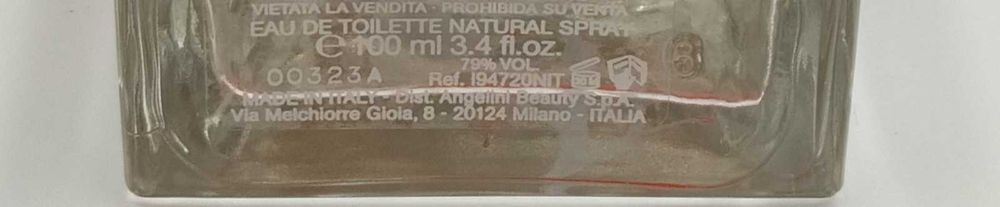 VIETATA LA VENDITA · PROHIBIDA SU VENTA
EAU DE TOILETTE NATURAL SPRAY
℮ 100 ml 3.4 fl.oz.
79% VOL
00323A Ref. I94720NIT
MADE IN ITALY - Dist. Angelini Beauty S.p.A.
Via Melchiorre Gioia, 8 - 20124 Milano - ITALIA